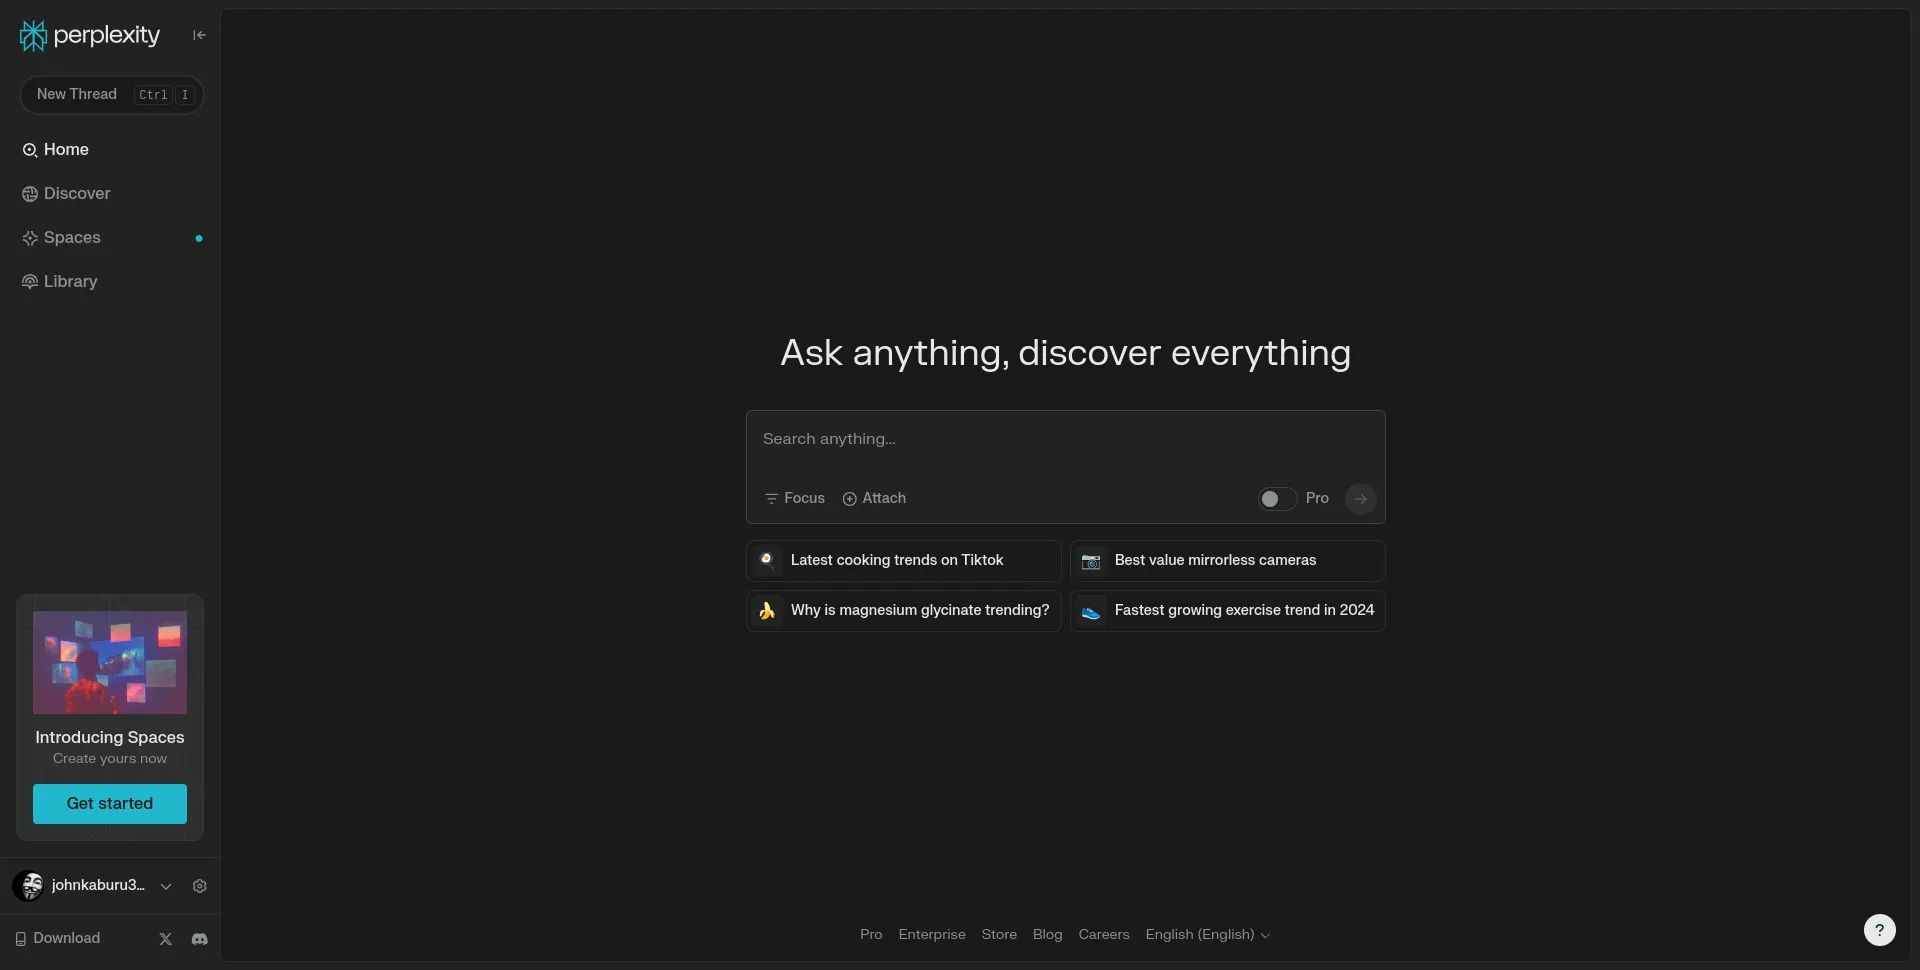 perplexity
New Thread Ctrl I
Home
Discover
Spaces
Library
Ask anything, discover everything
Search anything...
Focus Attach Pro
Latest cooking trends on Tiktok
Best value mirrorless cameras
Why is magnesium glycinate trending?
Fastest growing exercise trend in 2024
Introducing Spaces
Create yours now
Get started
johnkaburu3...
Download
Pro Enterprise Store Blog Careers English (English)
?